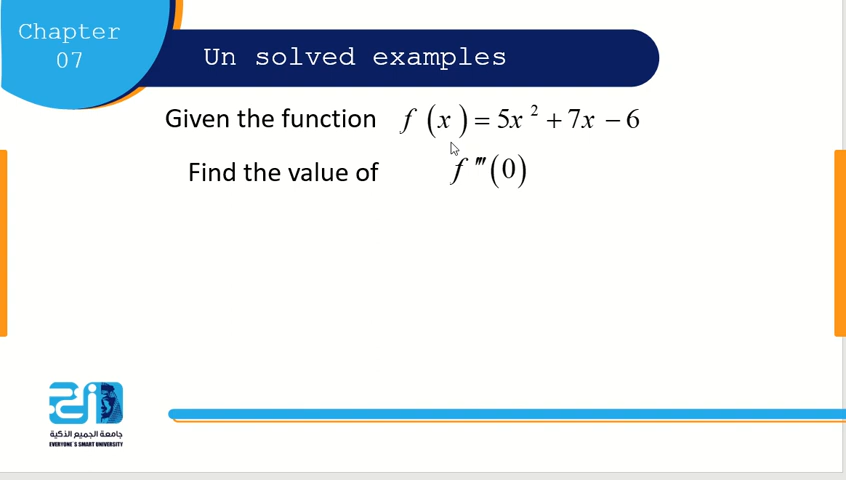 Chapter
07
Un solved examples
Given the function f (x) = 5x² + 7x − 6
Find the value of f ‴(0)
جامعة الجميع الذكية
EVERYONE'S SMART UNIVERSITY